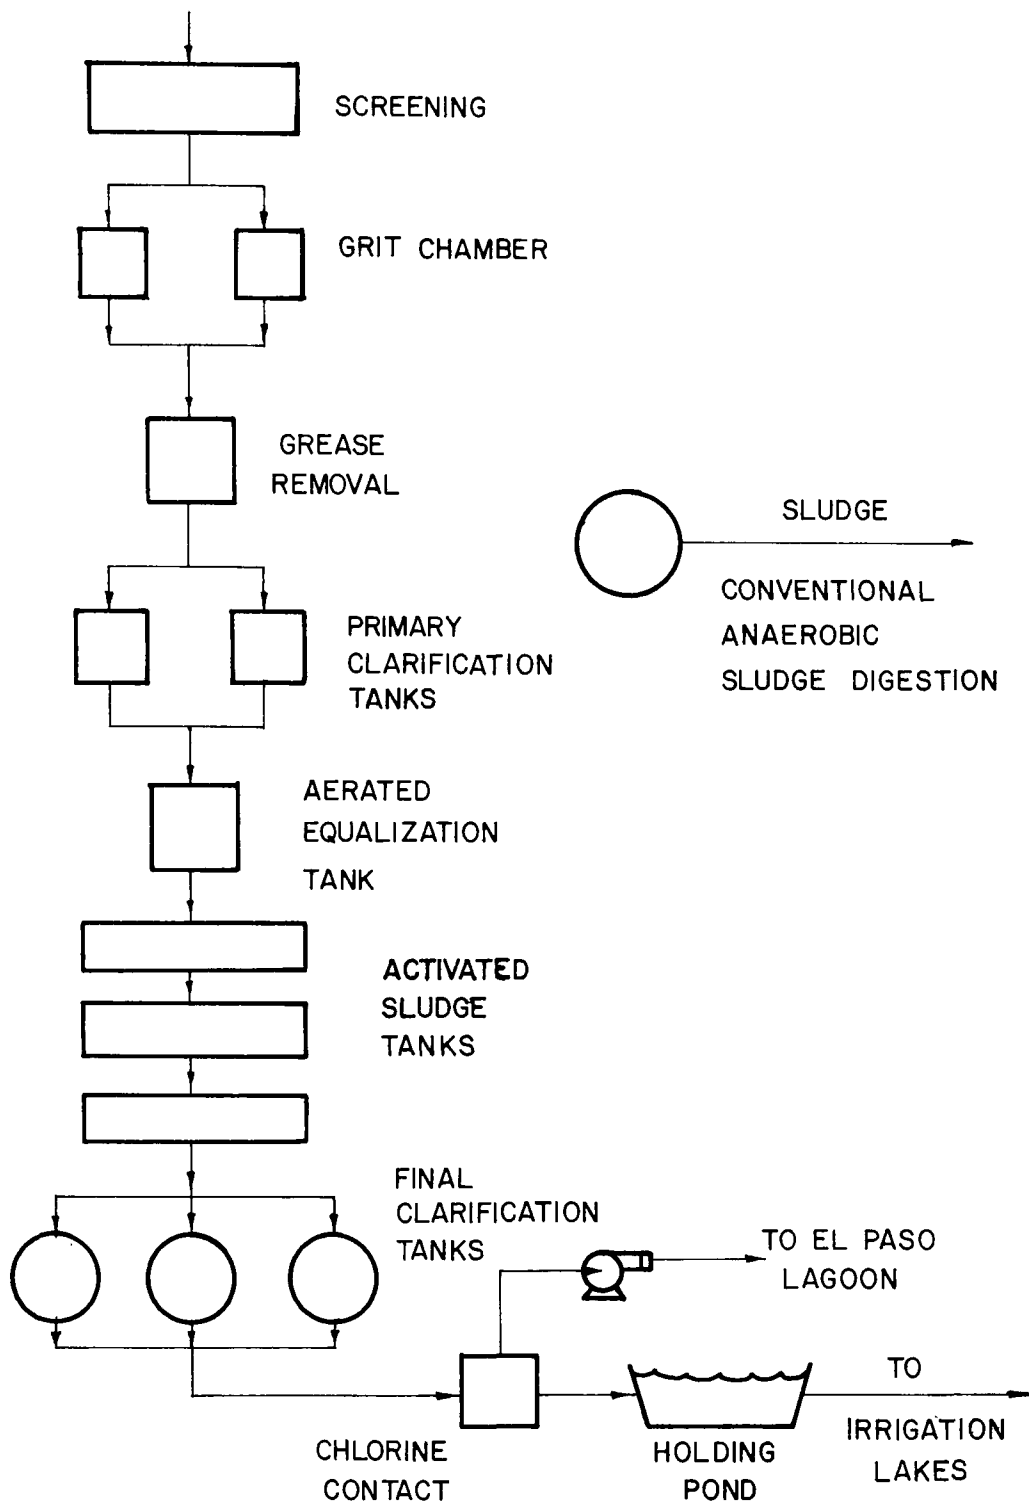 SCREENING
GRIT CHAMBER
GREASE
REMOVAL
SLUDGE
CONVENTIONAL
ANAEROBIC
SLUDGE DIGESTION
PRIMARY
CLARIFICATION
TANKS
AERATED
EQUALIZATION
TANK
ACTIVATED
SLUDGE
TANKS
FINAL
CLARIFICATION
TANKS
TO EL PASO
LAGOON
TO
IRRIGATION
LAKES
CHLORINE
CONTACT
HOLDING
POND